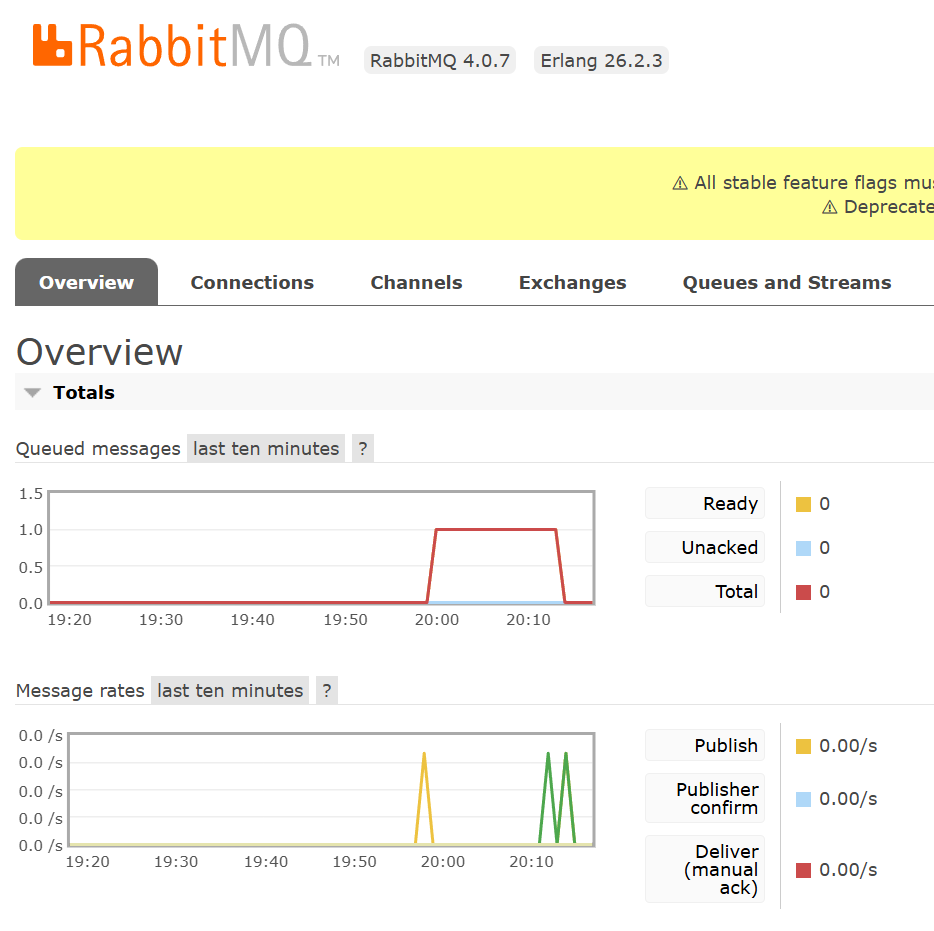 RabbitMQ TM RabbitMQ 4.0.7 Erlang 26.2.3
⚠ All stable feature flags mus
⚠ Deprecate
Overview Connections Channels Exchanges Queues and Streams
Overview
Totals
Queued messages last ten minutes ?
1.5
1.0
0.5
0.0
19:20 19:30 19:40 19:50 20:00 20:10
Ready 0
Unacked 0
Total 0
Message rates last ten minutes ?
0.0 /s
0.0 /s
0.0 /s
0.0 /s
0.0 /s
19:20 19:30 19:40 19:50 20:00 20:10
Publish 0.00/s
Publisher
confirm 0.00/s
Deliver
(manual 0.00/s
ack)